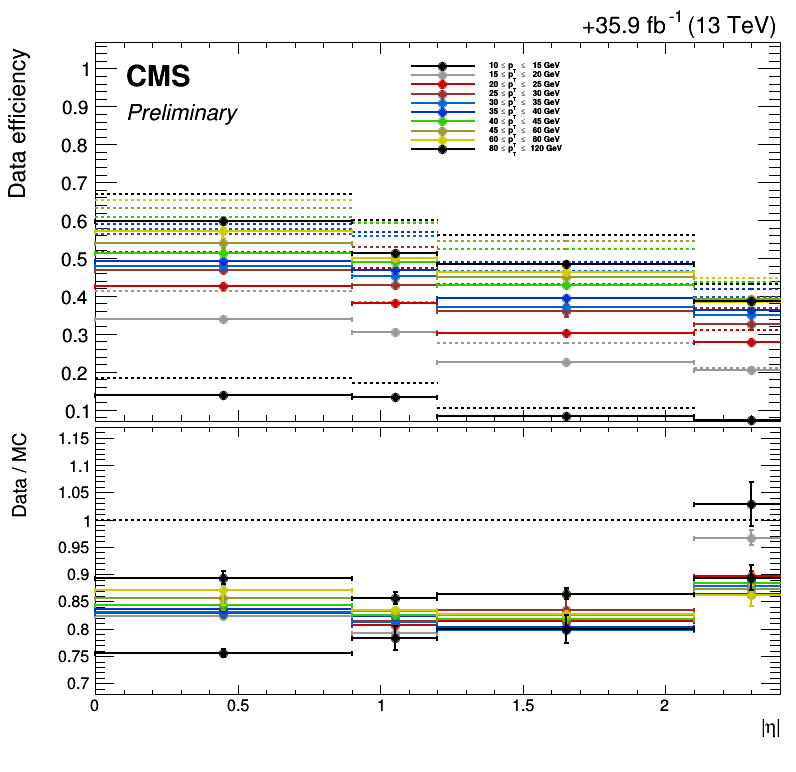 +35.9 fb-1 (13 TeV)
Data efficiency
CMS
Preliminary
10 ≤ pT ≤ 15 GeV
15 ≤ pT ≤ 20 GeV
20 ≤ pT ≤ 25 GeV
25 ≤ pT ≤ 30 GeV
30 ≤ pT ≤ 35 GeV
35 ≤ pT ≤ 40 GeV
40 ≤ pT ≤ 45 GeV
45 ≤ pT ≤ 60 GeV
60 ≤ pT ≤ 80 GeV
80 ≤ pT ≤ 120 GeV
1
0.9
0.8
0.7
0.6
0.5
0.4
0.3
0.2
0.1
Data / MC
1.15
1.1
1.05
1
0.95
0.9
0.85
0.8
0.75
0.7
0 0.5 1 1.5 2
|η|